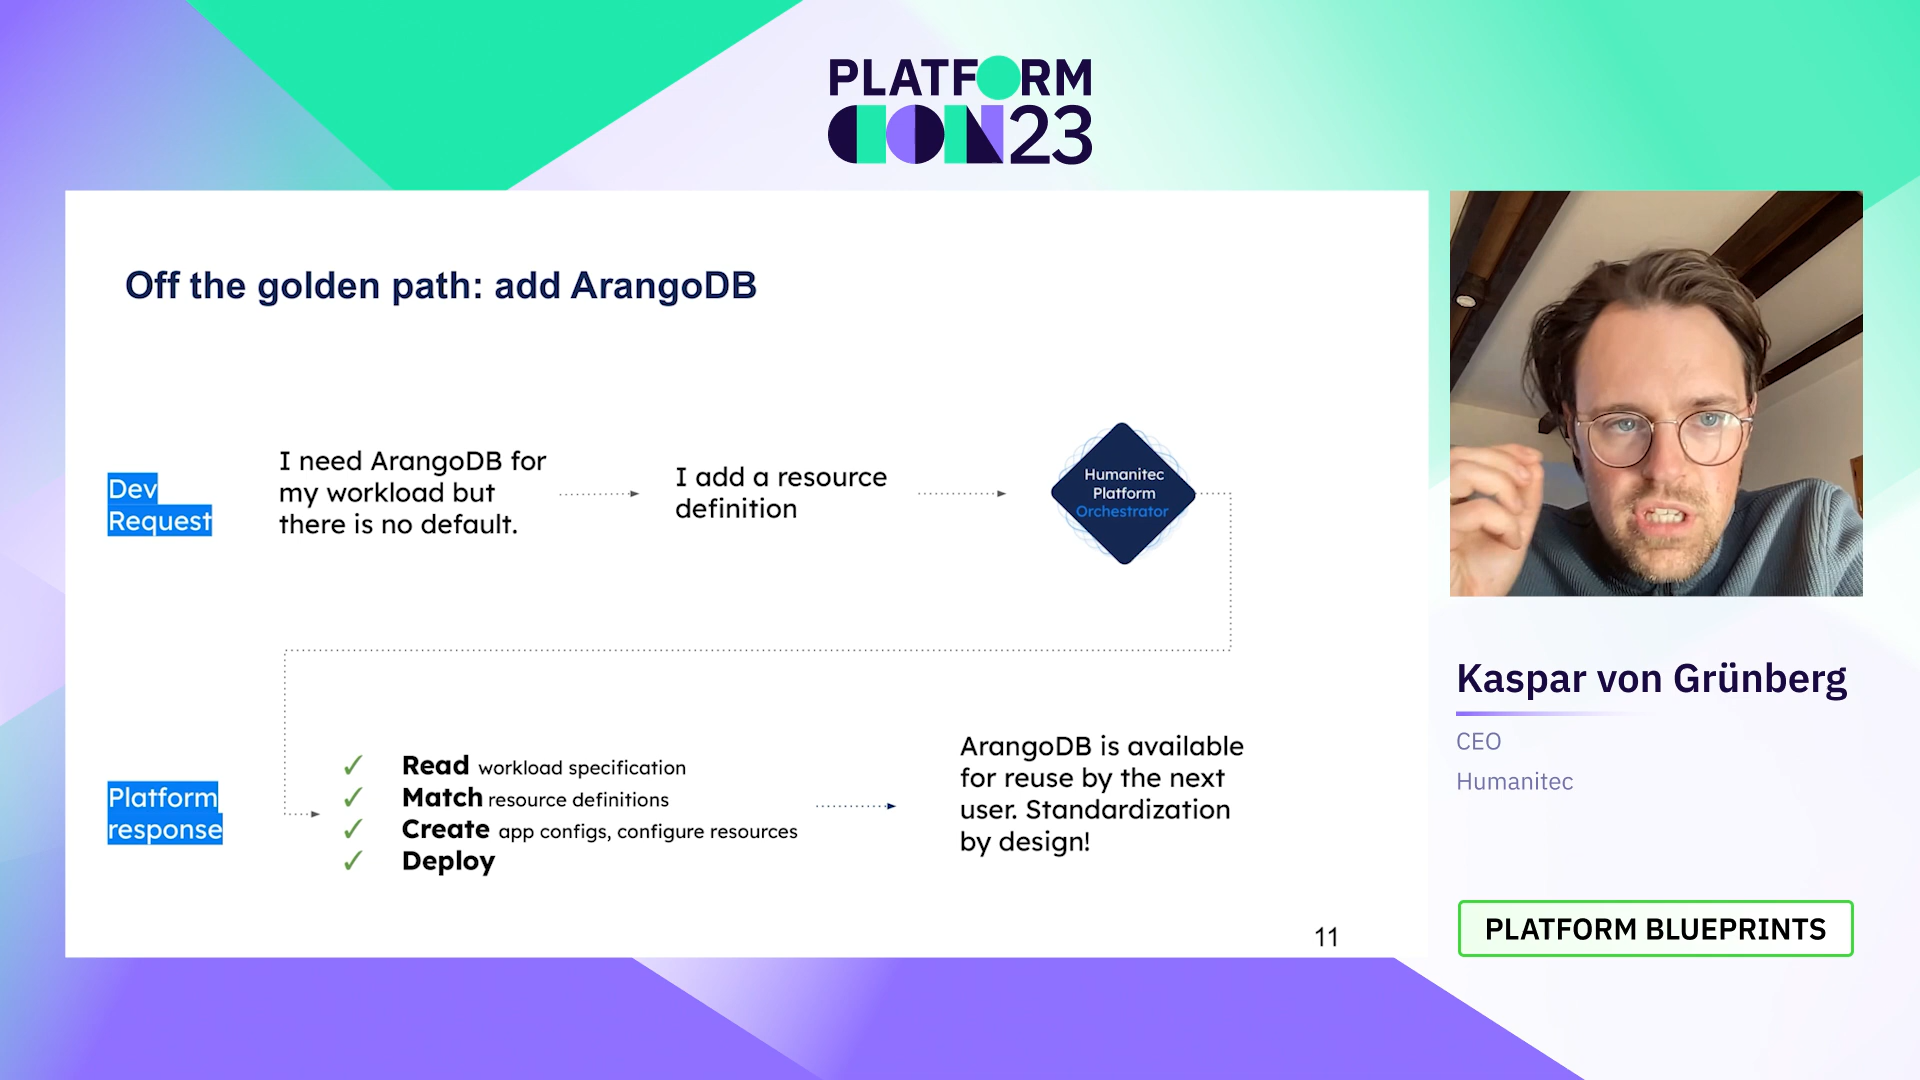 PLATFORM
CON23
Off the golden path: add ArangoDB
Dev
Request
I need ArangoDB for
my workload but
there is no default.
I add a resource
definition
Humanitec
Platform
Orchestrator
Platform
response
✓ Read workload specification
✓ Match resource definitions
✓ Create app configs, configure resources
✓ Deploy
ArangoDB is available
for reuse by the next
user. Standardization
by design!
11
Kaspar von Grünberg
CEO
Humanitec
PLATFORM BLUEPRINTS